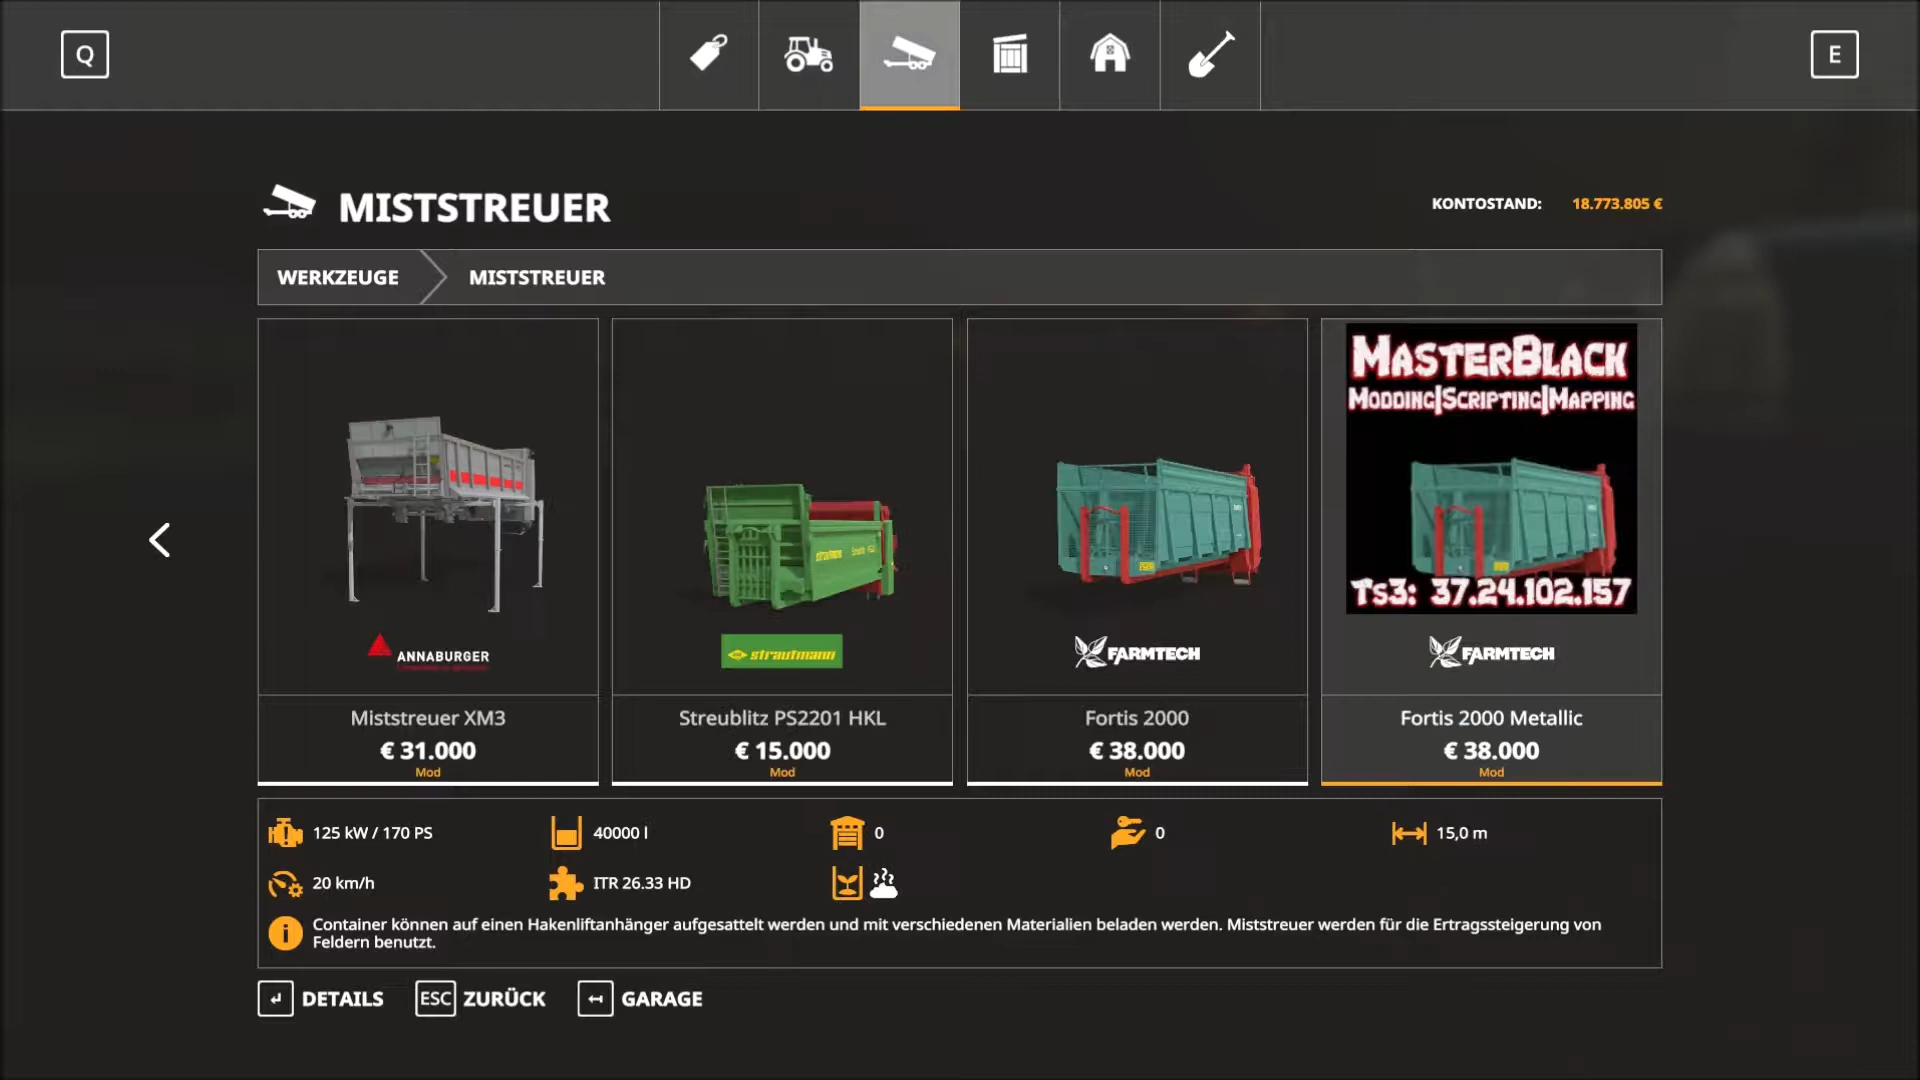 Q
E
MISTSTREUER
KONTOSTAND: 18.773.805 €
WERKZEUGE MISTSTREUER
ANNABURGER
Miststreuer XM3
€ 31.000
Mod
strautmann
Streublitz PS2201 HKL
€ 15.000
Mod
FARMTECH
Fortis 2000
€ 38.000
Mod
MASTERBLACK
MODDING|SCRIPTING|MAPPING
Ts3: 37.24.102.157
FARMTECH
Fortis 2000 Metallic
€ 38.000
Mod
125 kW / 170 PS 40000 l 0 0 15,0 m
20 km/h ITR 26.33 HD
Container können auf einen Hakenliftanhänger aufgesattelt werden und mit verschiedenen Materialien beladen werden. Miststreuer werden für die Ertragssteigerung von
Feldern benutzt.
DETAILS ESC ZURÜCK GARAGE